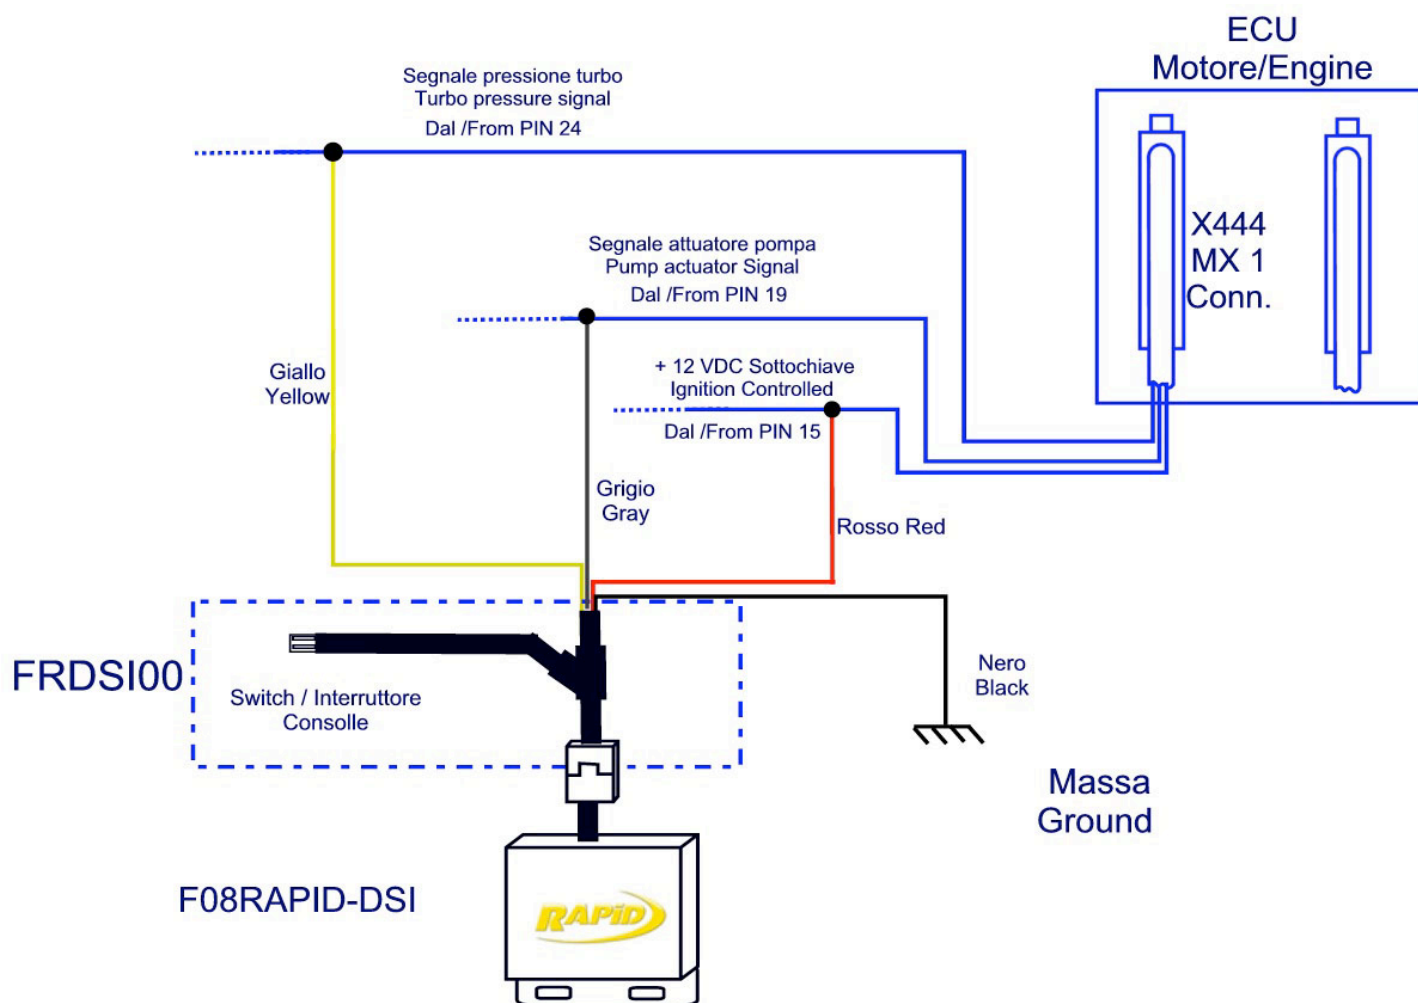 ECU
Motore/Engine
Segnale pressione turbo
Turbo pressure signal
Dal /From PIN 24
X444
MX 1
Conn.
Segnale attuatore pompa
Pump actuator Signal
Dal /From PIN 19
+ 12 VDC Sottochiave
Ignition Controlled
Dal /From PIN 15
Giallo
Yellow
Grigio
Gray
Rosso Red
FRDSI00
Switch / Interruttore
Consolle
Nero
Black
Massa
Ground
F08RAPID-DSI
RAPiD